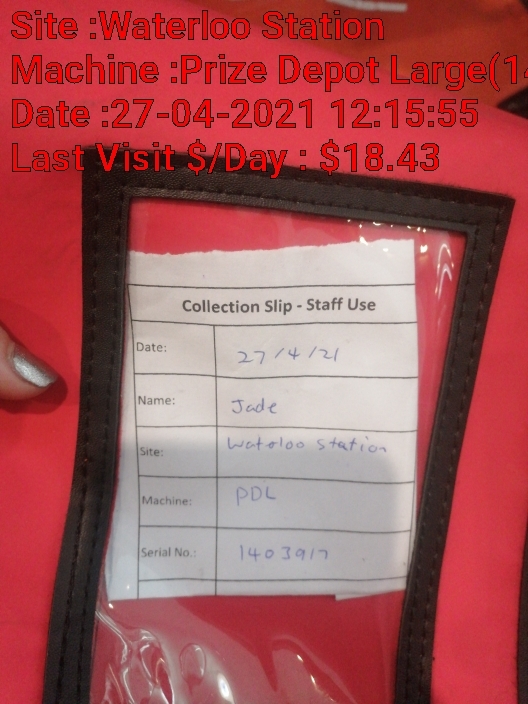 Site :Waterloo Station
Machine :Prize Depot Large(14
Date :27-04-2021 12:15:55
Last Visit $/Day : $18.43
Collection Slip - Staff Use
Date: 27/4/21
Name: Jade
Site: Waterloo Station
Machine: PDL
Serial No.: 1403917